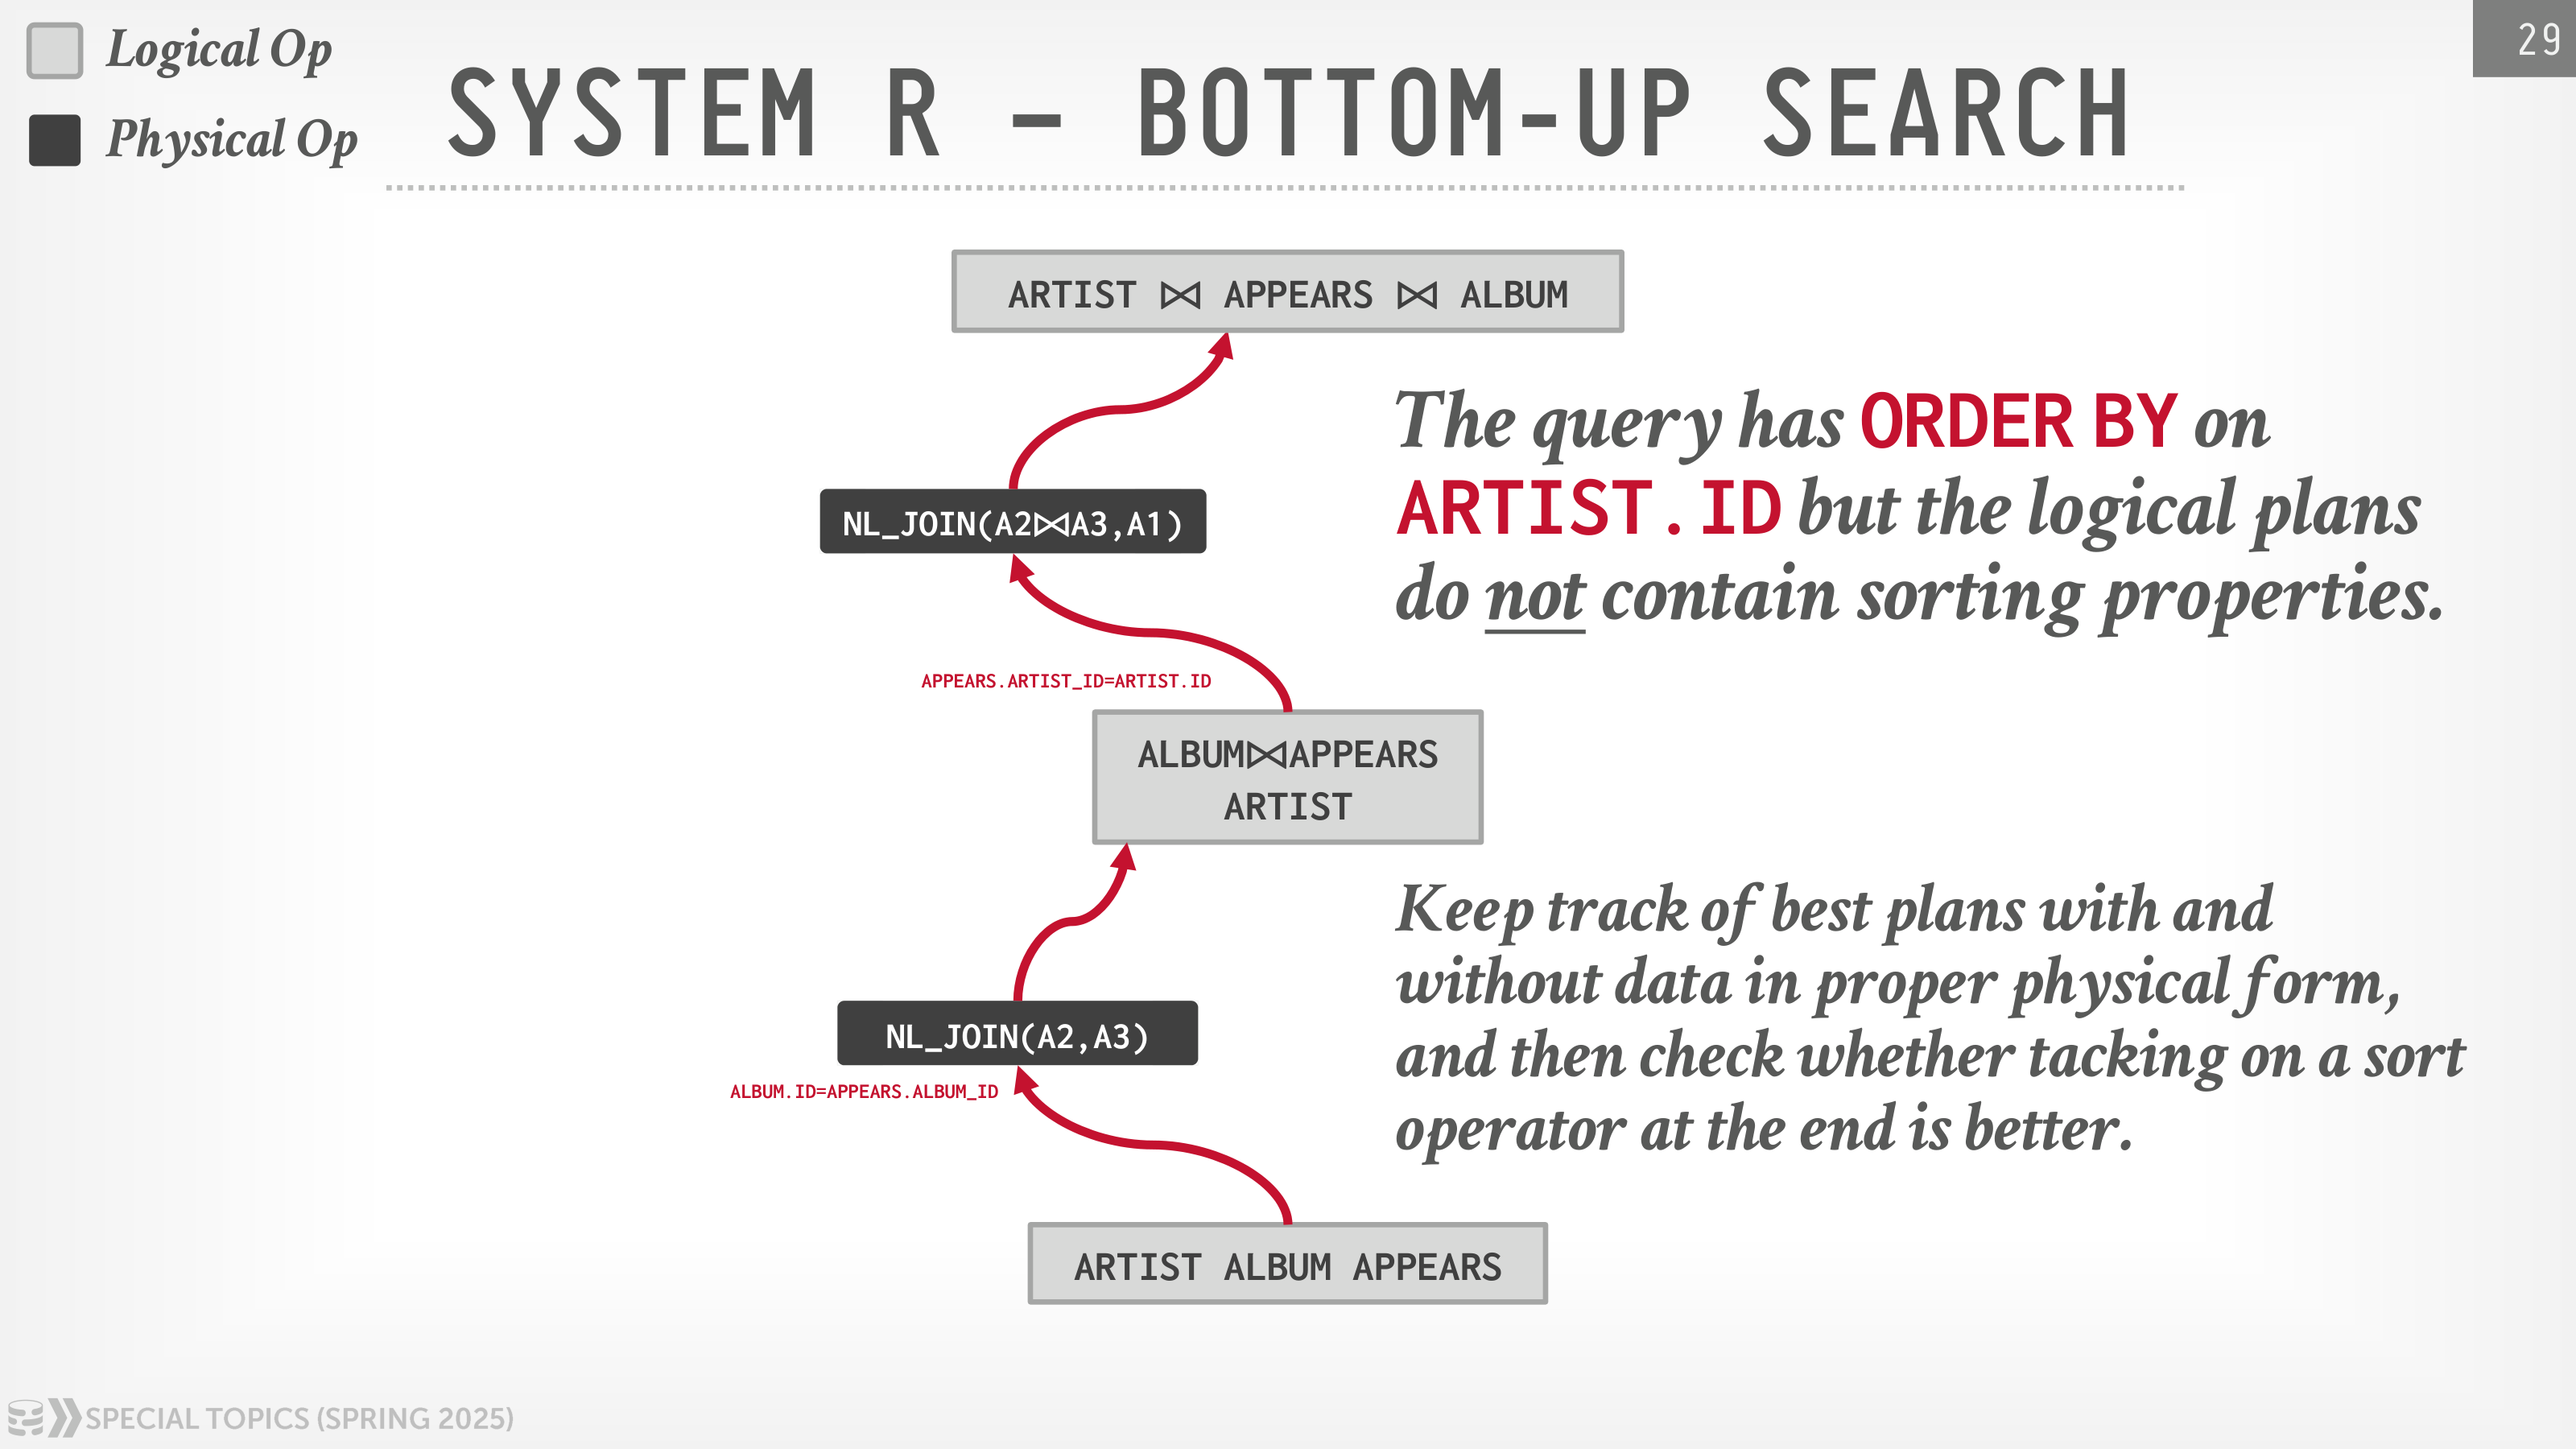 Logical Op
Physical Op
29
SYSTEM R – BOTTOM-UP SEARCH
ARTIST ⋈ APPEARS ⋈ ALBUM
The query has ORDER BY on
ARTIST.ID but the logical plans
do not contain sorting properties.
NL_JOIN(A2⋈A3,A1)
APPEARS.ARTIST_ID=ARTIST.ID
ALBUM⋈APPEARS
ARTIST
Keep track of best plans with and
without data in proper physical form,
and then check whether tacking on a sort
operator at the end is better.
NL_JOIN(A2,A3)
ALBUM.ID=APPEARS.ALBUM_ID
ARTIST ALBUM APPEARS
SPECIAL TOPICS (SPRING 2025)